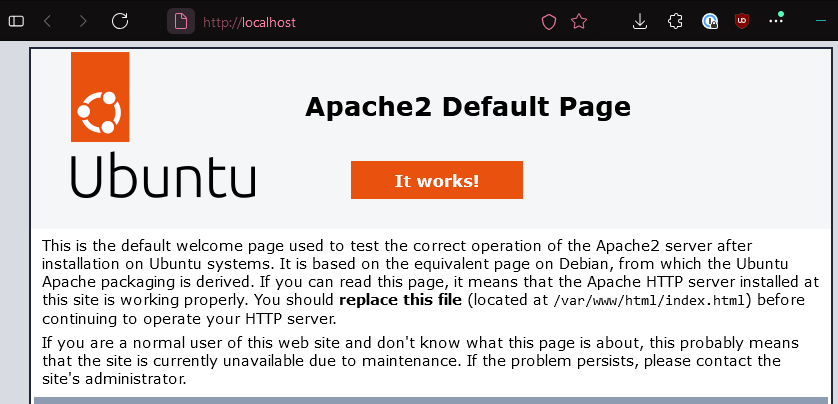 http://localhost
Apache2 Default Page
Ubuntu
It works!
This is the default welcome page used to test the correct operation of the Apache2 server after
installation on Ubuntu systems. It is based on the equivalent page on Debian, from which the Ubuntu
Apache packaging is derived. If you can read this page, it means that the Apache HTTP server installed at
this site is working properly. You should replace this file (located at /var/www/html/index.html) before
continuing to operate your HTTP server.
If you are a normal user of this web site and don't know what this page is about, this probably means
that the site is currently unavailable due to maintenance. If the problem persists, please contact the
site's administrator.